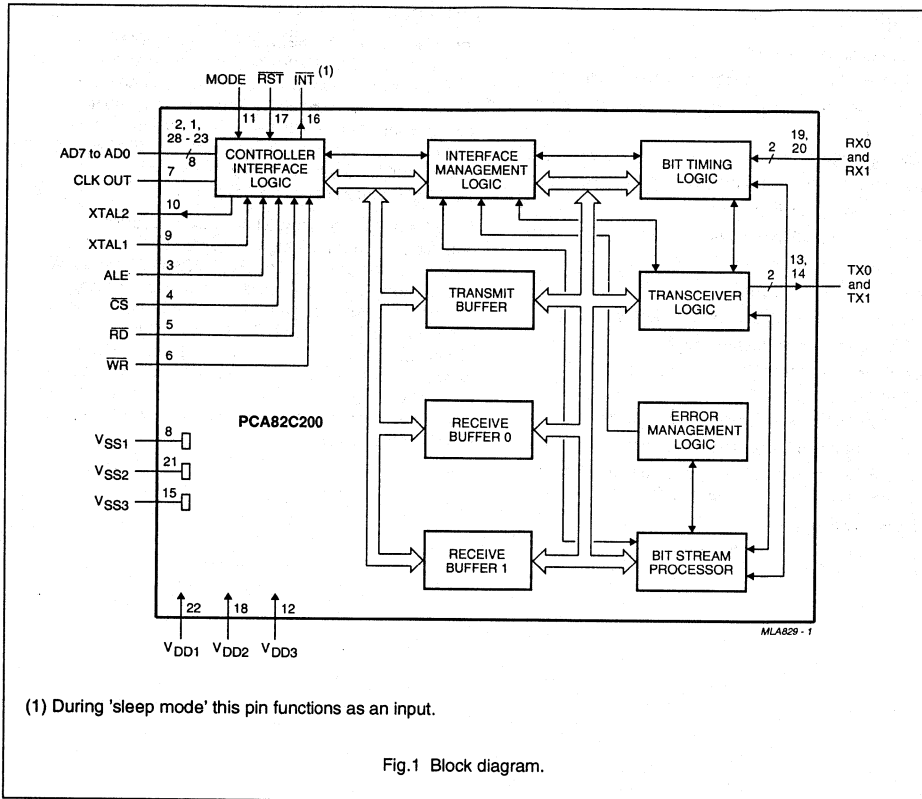 MODE RST INT (1)
11 17 16
2, 1,
28 - 23
8
AD7 to AD0
CLK OUT 7
XTAL2 10
XTAL1 9
ALE 3
CS 4
RD 5
WR 6
CONTROLLER
INTERFACE
LOGIC
INTERFACE
MANAGEMENT
LOGIC
BIT TIMING
LOGIC
2
19,
20
RX0
and
RX1
TRANSMIT
BUFFER
TRANSCEIVER
LOGIC
2
13,
14
TX0
and
TX1
PCA82C200
RECEIVE
BUFFER 0
ERROR
MANAGEMENT
LOGIC
VSS1 8
VSS2 21
VSS3 15
RECEIVE
BUFFER 1
BIT STREAM
PROCESSOR
22 18 12
VDD1 VDD2 VDD3
MLA829 - 1
(1) During 'sleep mode' this pin functions as an input.
Fig.1 Block diagram.